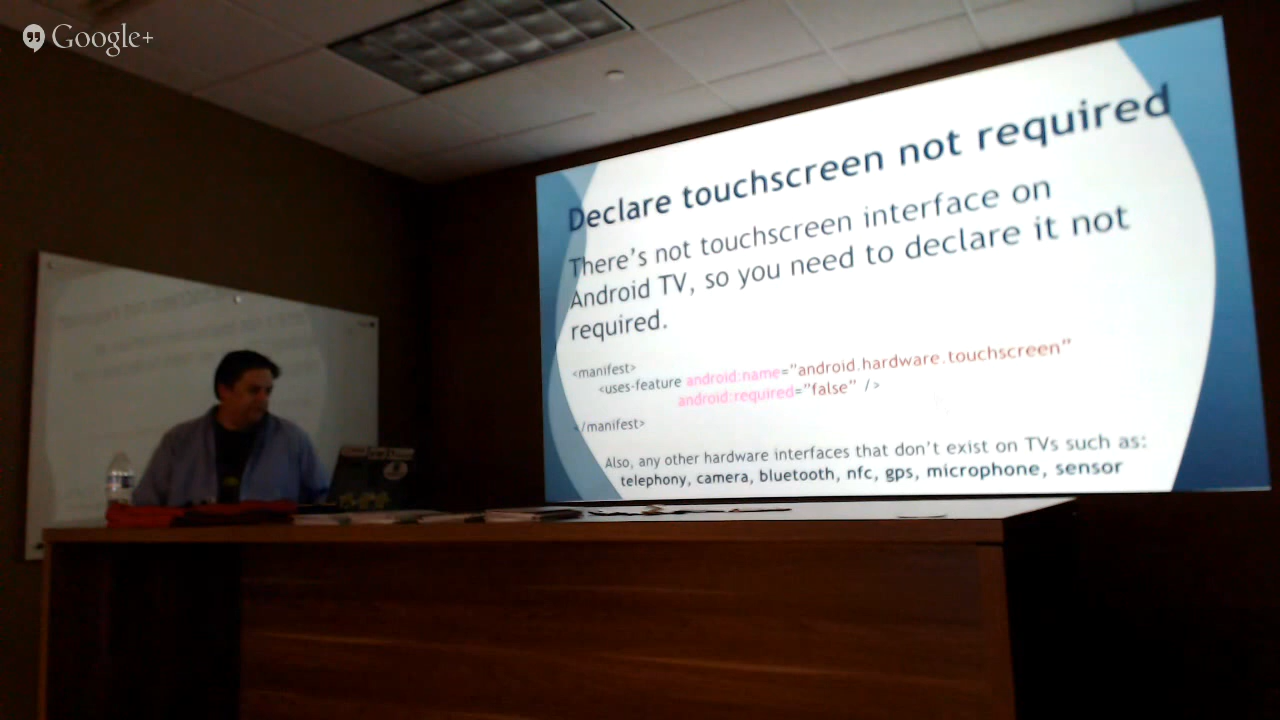 Google+
Declare touchscreen not required
There's not touchscreen interface on
Android TV, so you need to declare it not
required.
<manifest>
<uses-feature android:name="android.hardware.touchscreen"
android:required="false" />
</manifest>
Also, any other hardware interfaces that don't exist on TVs such as:
telephony, camera, bluetooth, nfc, gps, microphone, sensor